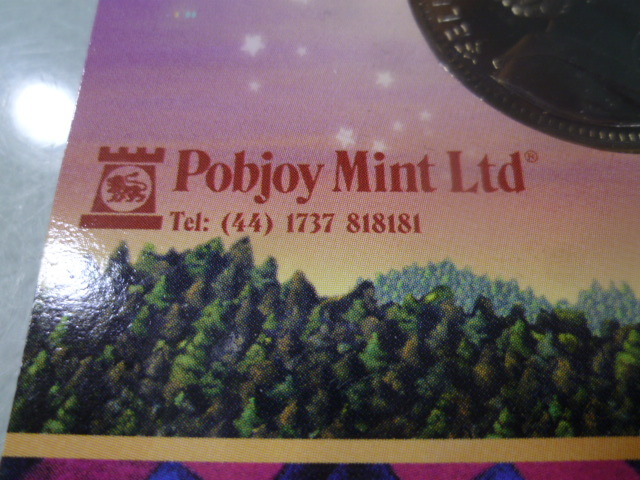 Pobjoy Mint Ltd®
Tel: (44) 1737 818181